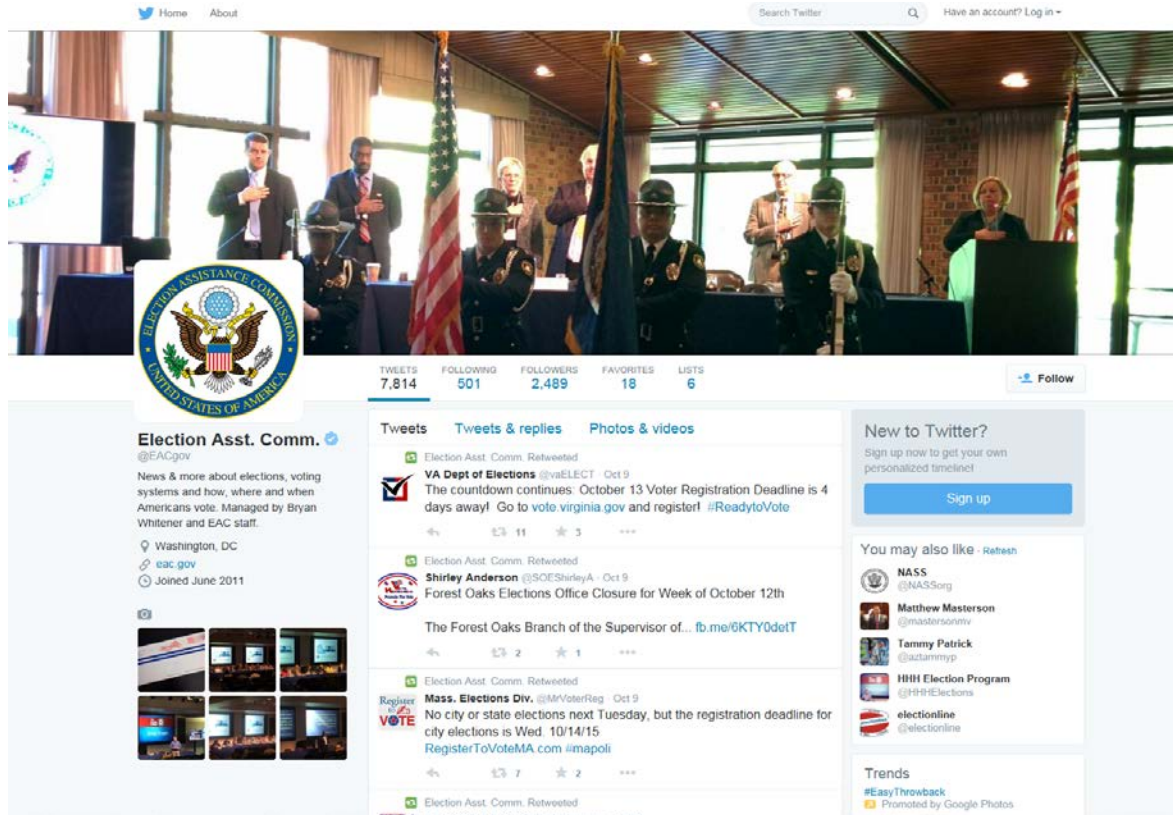 Home About Search Twitter Have an account? Log in
ELECTION ASSISTANCE COMMISSION
UNITED STATES OF AMERICA
TWEETS FOLLOWING FOLLOWERS FAVORITES LISTS
7,814 501 2,489 18 6
Follow
Election Asst. Comm.
@EACgov
News & more about elections, voting
systems and how, where and when
Americans vote. Managed by Bryan
Whitener and EAC staff.
Washington, DC
eac.gov
Joined June 2011
Tweets Tweets & replies Photos & videos
Election Asst. Comm. Retweeted
VA Dept of Elections @vaELECT · Oct 9
The countdown continues: October 13 Voter Registration Deadline is 4
days away! Go to vote.virginia.gov and register! #ReadytoVote
11 3
Election Asst. Comm. Retweeted
Shirley Anderson @SOEShirleyA · Oct 9
Forest Oaks Elections Office Closure for Week of October 12th
The Forest Oaks Branch of the Supervisor of... fb.me/6KTY0detT
2 1
Election Asst. Comm. Retweeted
Register
to
VOTE
Mass. Elections Div. @MrVoterReg · Oct 9
No city or state elections next Tuesday, but the registration deadline for
city elections is Wed. 10/14/15
RegisterToVoteMA.com #mapoli
7 2
Election Asst. Comm. Retweeted
New to Twitter?
Sign up now to get your own
personalized timeline!
Sign up
You may also like · Refresh
NASS
@NASSorg
Matthew Masterson
@mastersonmv
Tammy Patrick
@aztammyp
HHH Election Program
@HHHElections
electionline
@electionline
Trends
#EasyThrowback
Promoted by Google Photos